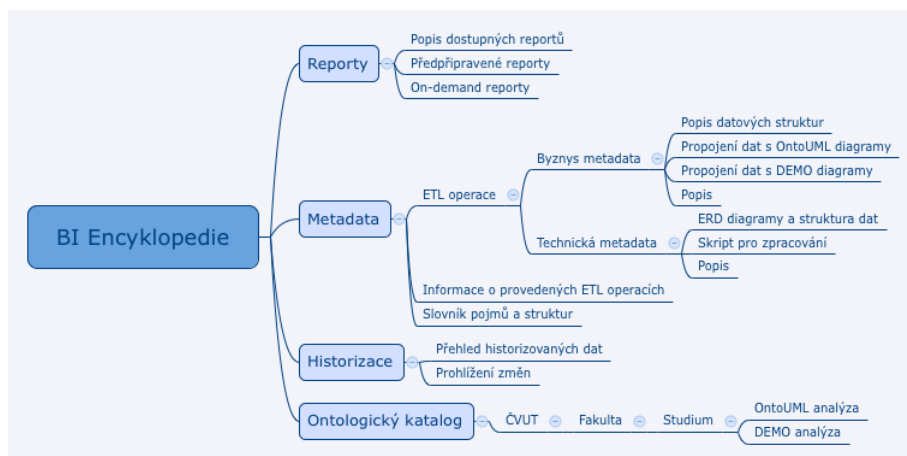 BI Encyklopedie
Reporty
Popis dostupných reportů
Předpřipravené reporty
On-demand reporty
Metadata
ETL operace
Byznys metadata
Popis datových struktur
Propojení dat s OntoUML diagramy
Propojení dat s DEMO diagramy
Popis
Technická metadata
ERD diagramy a struktura dat
Skript pro zpracování
Popis
Informace o provedených ETL operacích
Slovník pojmů a struktur
Historizace
Přehled historizovaných dat
Prohlížení změn
Ontologický katalog
ČVUT
Fakulta
Studium
OntoUML analýza
DEMO analýza